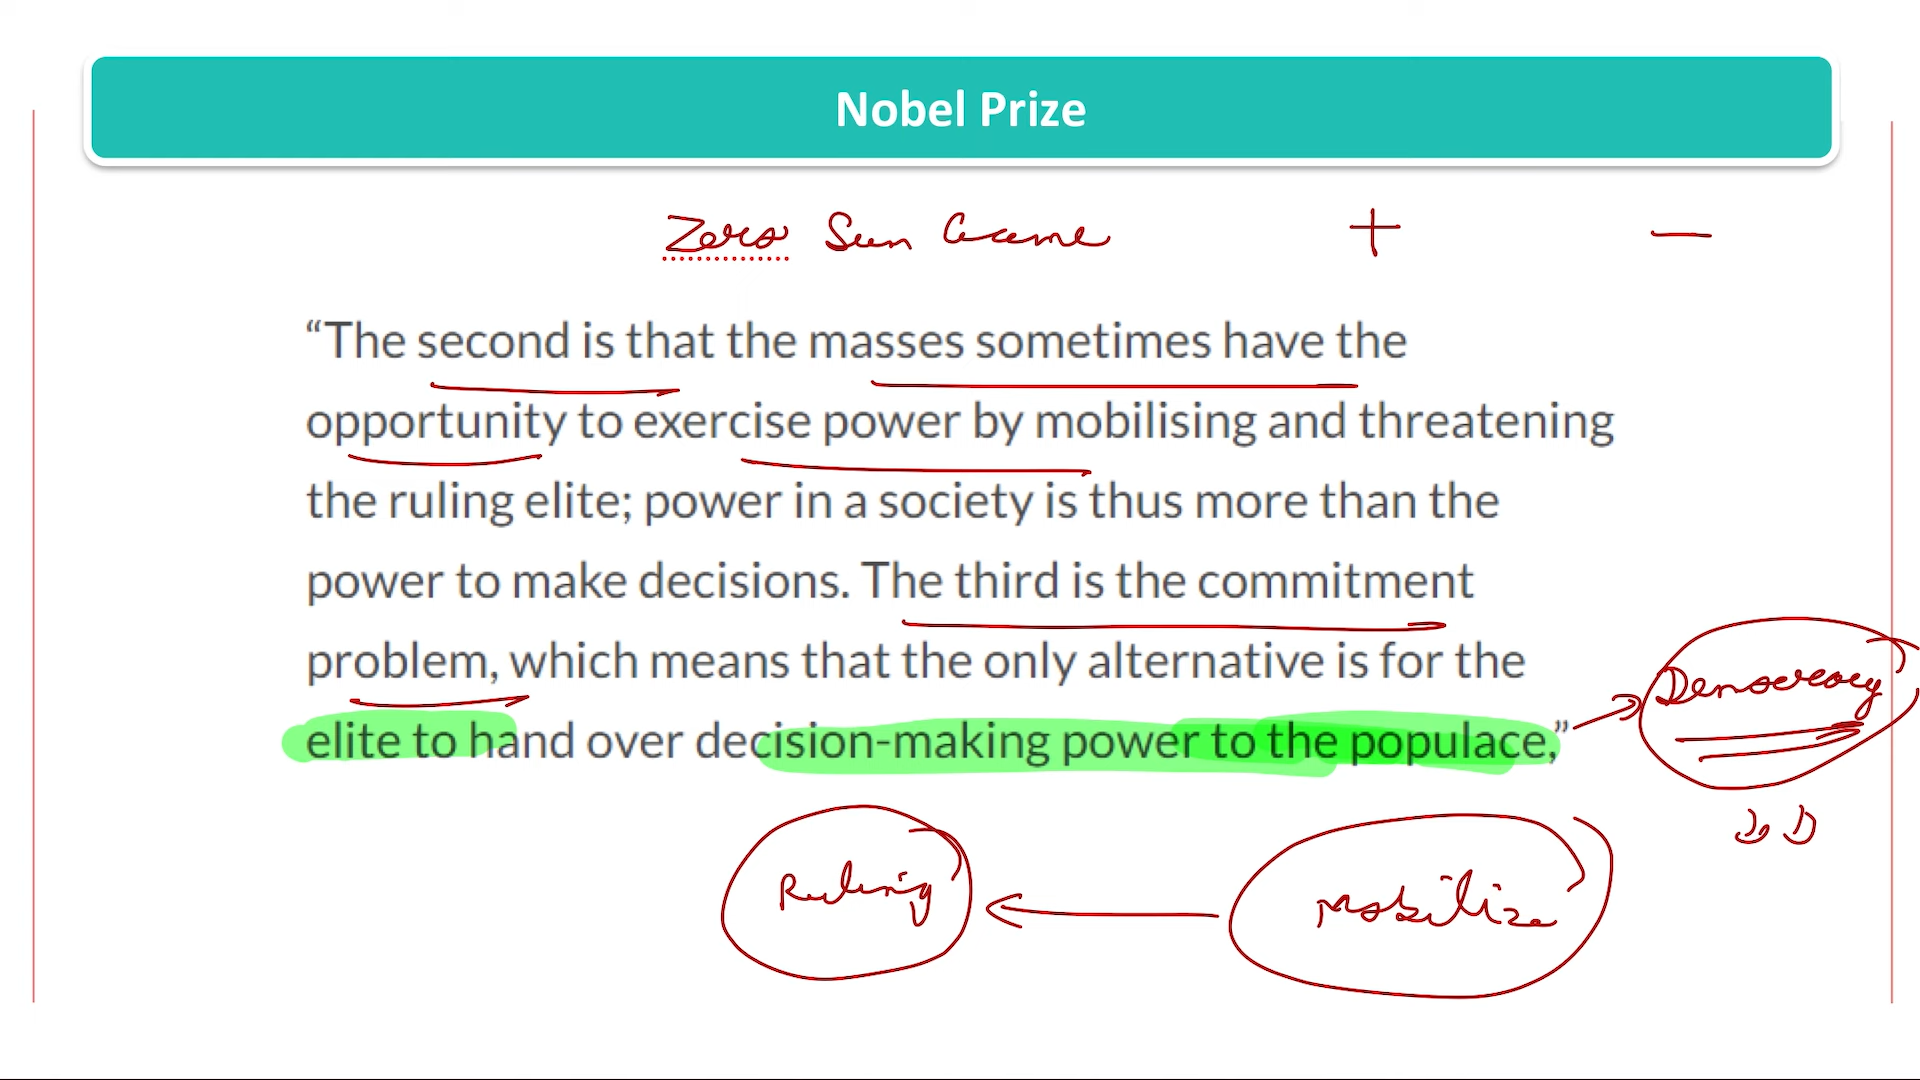 Nobel Prize
Zero Sum Game + −
“The second is that the masses sometimes have the
opportunity to exercise power by mobilising and threatening
the ruling elite; power in a society is thus more than the
power to make decisions. The third is the commitment
problem, which means that the only alternative is for the
elite to hand over decision-making power to the populace,”
Democracy
Ruling
Mobilize